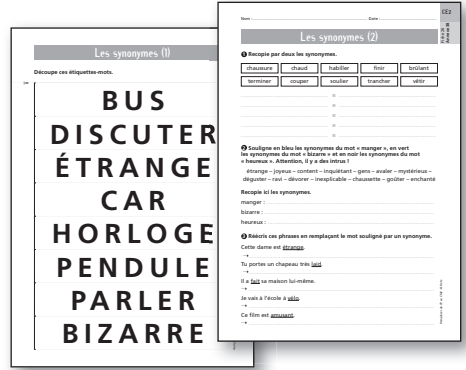 Les synonymes (1)
Découpe ces étiquettes-mots.
BUS
DISCUTER
ÉTRANGE
CAR
HORLOGE
PENDULE
PARLER
BIZARRE
CE2
Nom : Date :
Les synonymes (2)
1 Recopie par deux les synonymes.
chaussure chaud habiller finir brûlant
terminer couper soulier trancher vêtir
=
=
=
=
=
2 Souligne en bleu les synonymes du mot « manger », en vert
les synonymes du mot « bizarre » et en noir les synonymes du mot
« heureux ». Attention, il y a des intrus !
étrange – joyeux – content – inquiétant – gens – avaler – mystérieux –
déguster – ravi – dévorer – inexplicable – chaussette – goûter – enchanté
Recopie ici les synonymes.
manger :
bizarre :
heureux :
3 Réécris ces phrases en remplaçant le mot souligné par un synonyme.
Cette dame est étrange.
→
Tu portes un chapeau très laid.
→
Il a fait sa maison lui-même.
→
Je vais à l'école à vélo.
→
Ce film est amusant.
→